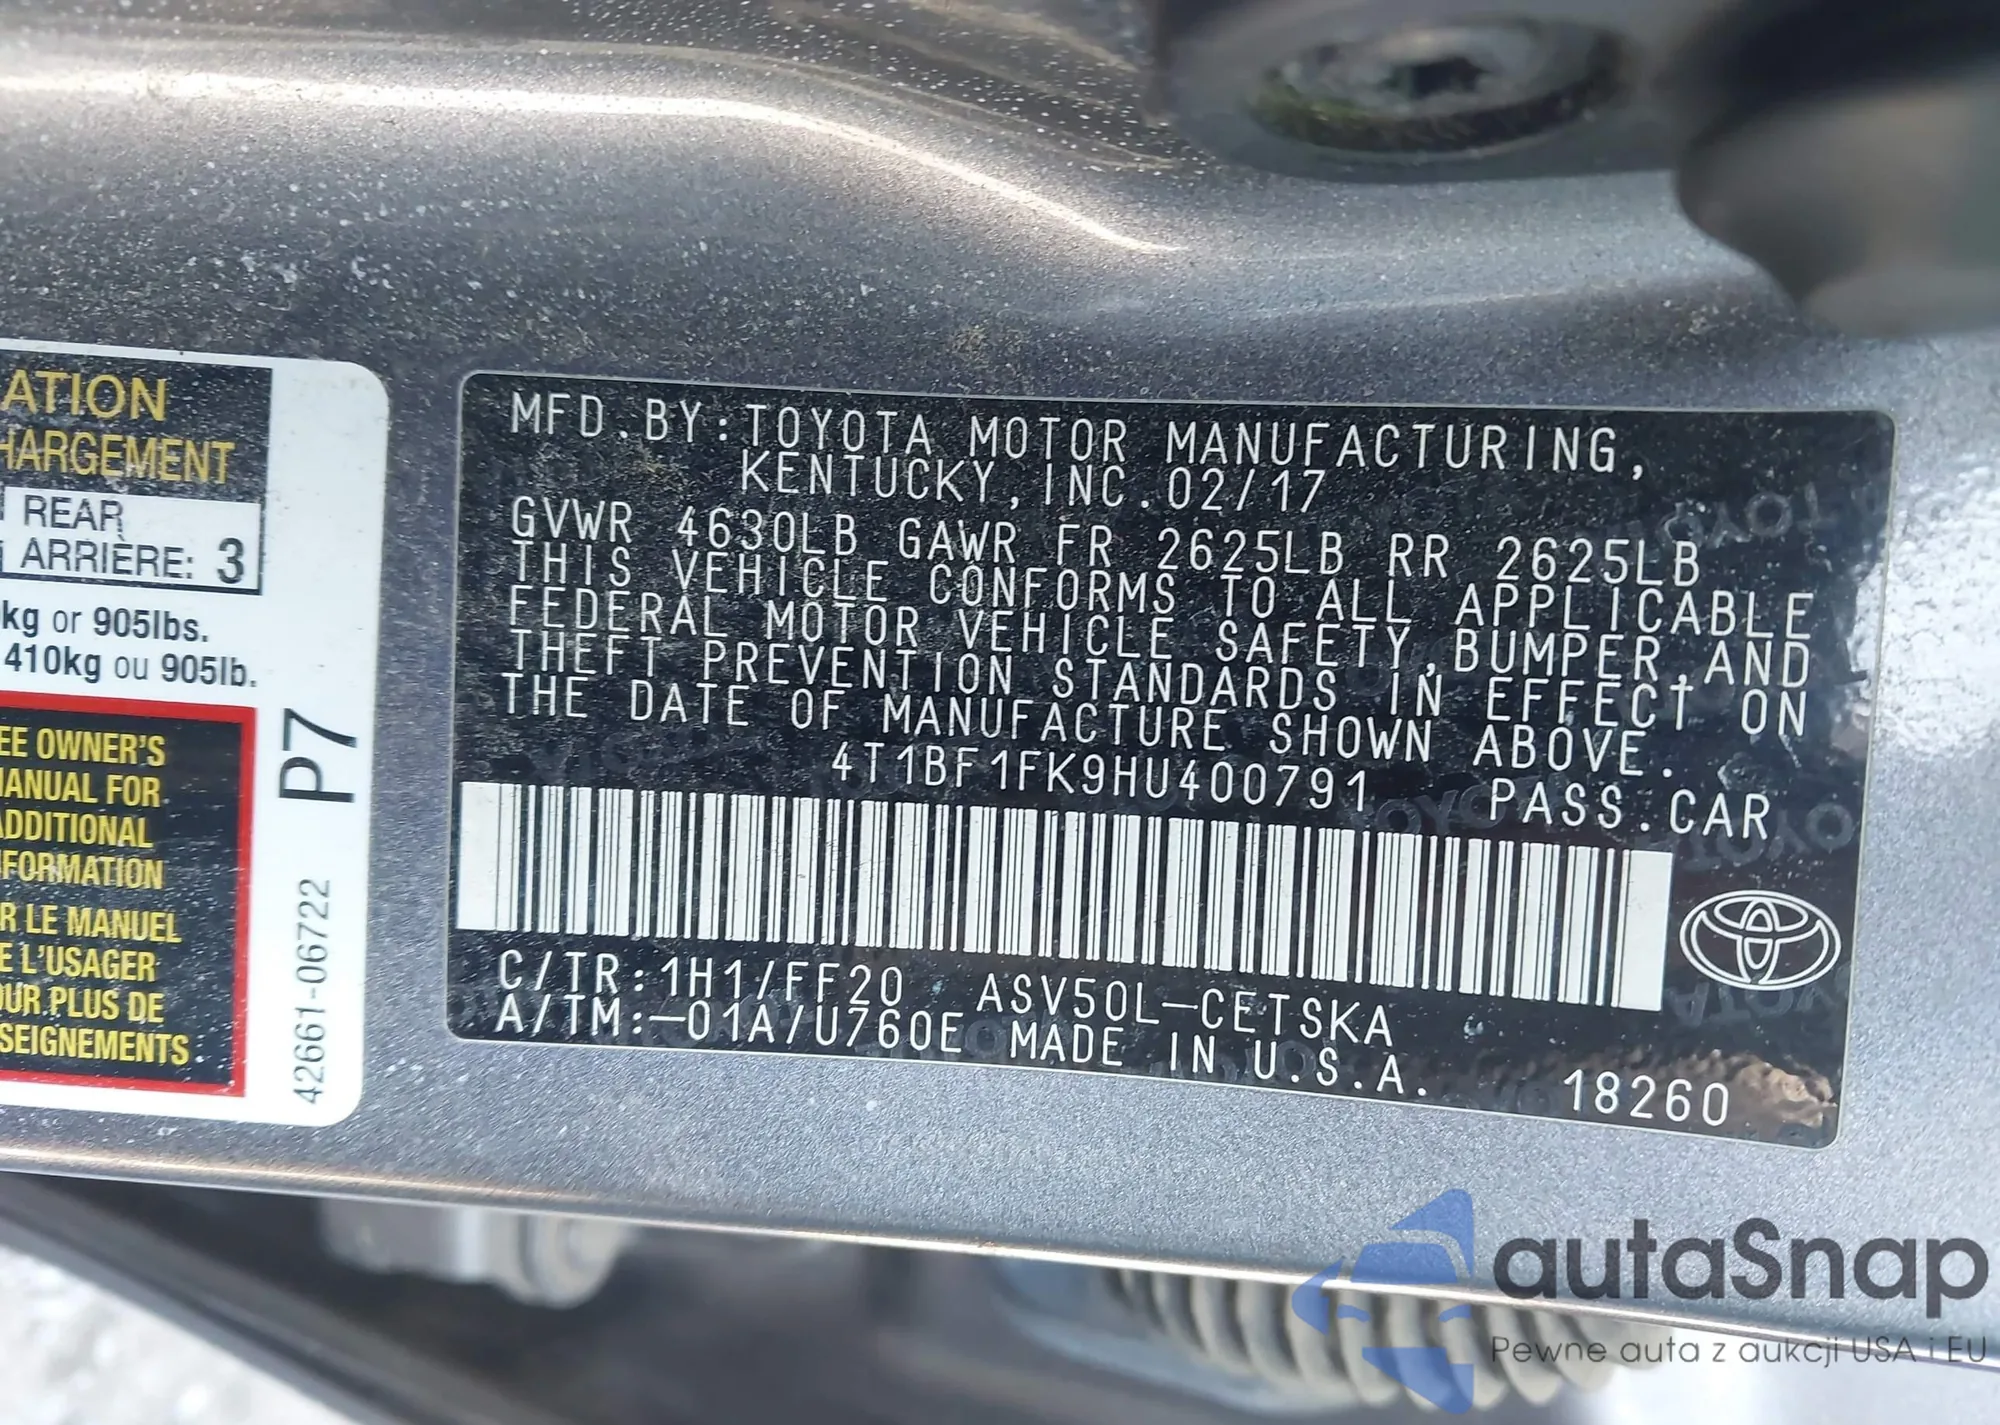 ATION
HARGEMENT
REAR
ARRIÈRE: 3
kg or 905lbs.
410kg ou 905lb.
EE OWNER'S
ANUAL FOR
ADDITIONAL
FORMATION
R LE MANUEL
E L'USAGER
UR PLUS DE
SEIGNEMENTS.
P7
42661-06722
MFD.BY:TOYOTA MOTOR MANUFACTURING,
KENTUCKY,INC.02/17
GVWR 4630LB GAWR FR 2625LB RR 2625LB
THIS VEHICLE CONFORMS TO ALL APPLICABLE
FEDERAL MOTOR VEHICLE SAFETY,BUMPER,AND
THEFT PREVENTION STANDARDS IN EFFECT ON
THE DATE OF MANUFACTURE SHOWN ABOVE.
4T1BF1FK9HU400791 PASS.CAR
C/TR:1H1/FF20 ASV50L-CETSKA
A/TM:-01A/U760E MADE IN U.S.A.
18260
autaSnap
Pewne auta z aukcji USA i EU